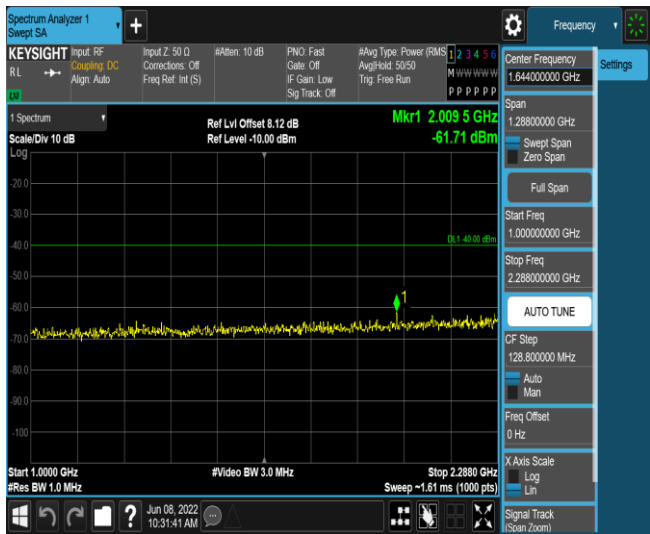 Spectrum Analyzer 1
Swept SA
Frequency
KEYSIGHT
RL
Input: RF
Coupling: DC
Align: Auto
Input Z: 50 Ω
Corrections: Off
Freq Ref: Int (S)
#Atten: 10 dB
PNO: Fast
Gate: Off
IF Gain: Low
Sig Track: Off
#Avg Type: Power (RMS
Avg|Hold: 50/50
Trig: Free Run
1 2 3 4 5 6
M W W W W W
P P P P P P
LXI
1 Spectrum
Scale/Div 10 dB
Log
Ref Lvl Offset 8.12 dB
Ref Level -10.00 dBm
Mkr1 2.009 5 GHz
-61.71 dBm
-20.0
-30.0
-40.0
DL1 -40.00 dBm
-50.0
-60.0
1
-70.0
-80.0
-90.0
-100
Start 1.0000 GHz
#Res BW 1.0 MHz
#Video BW 3.0 MHz
Stop 2.2880 GHz
Sweep ~1.61 ms (1000 pts)
Jun 08, 2022
10:31:41 AM
Center Frequency
1.644000000 GHz
Span
1.28800000 GHz
Swept Span
Zero Span
Full Span
Start Freq
1.000000000 GHz
Stop Freq
2.288000000 GHz
AUTO TUNE
CF Step
128.800000 MHz
Auto
Man
Freq Offset
0 Hz
X Axis Scale
Log
Lin
Signal Track
(Span Zoom)
Settings